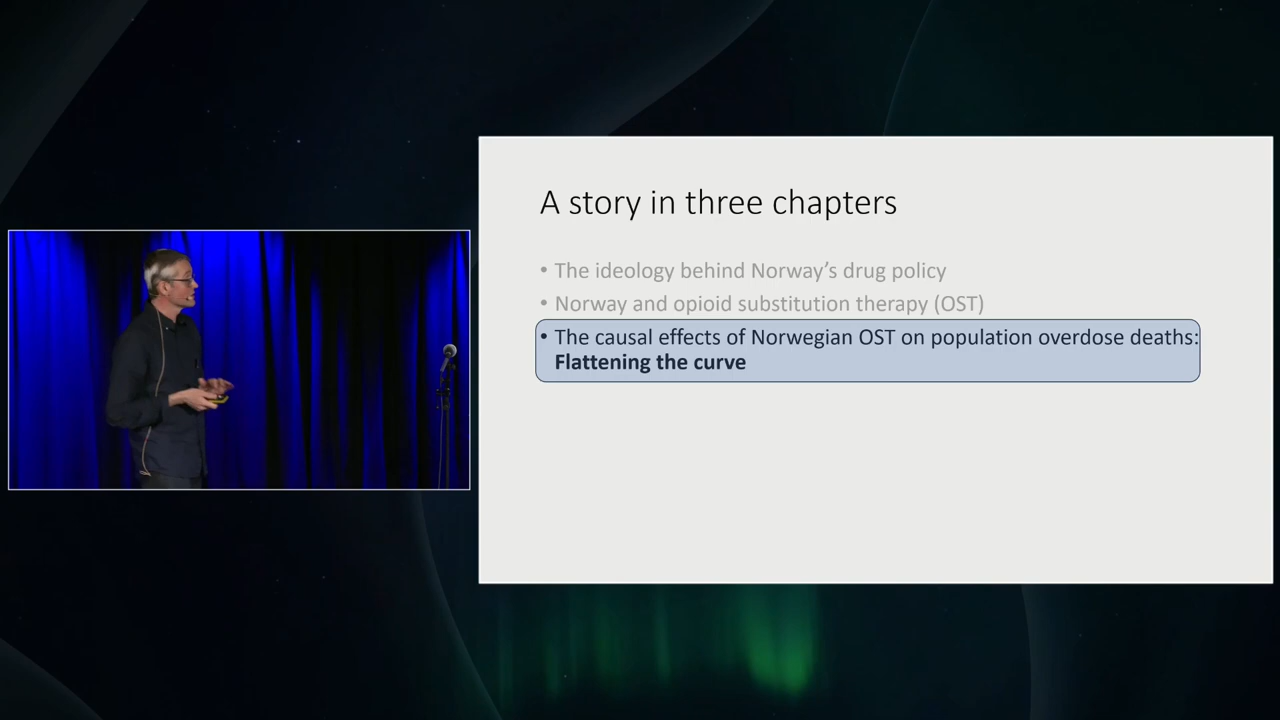 A story in three chapters
• The ideology behind Norway’s drug policy
• Norway and opioid substitution therapy (OST)
• The causal effects of Norwegian OST on population overdose deaths:
Flattening the curve